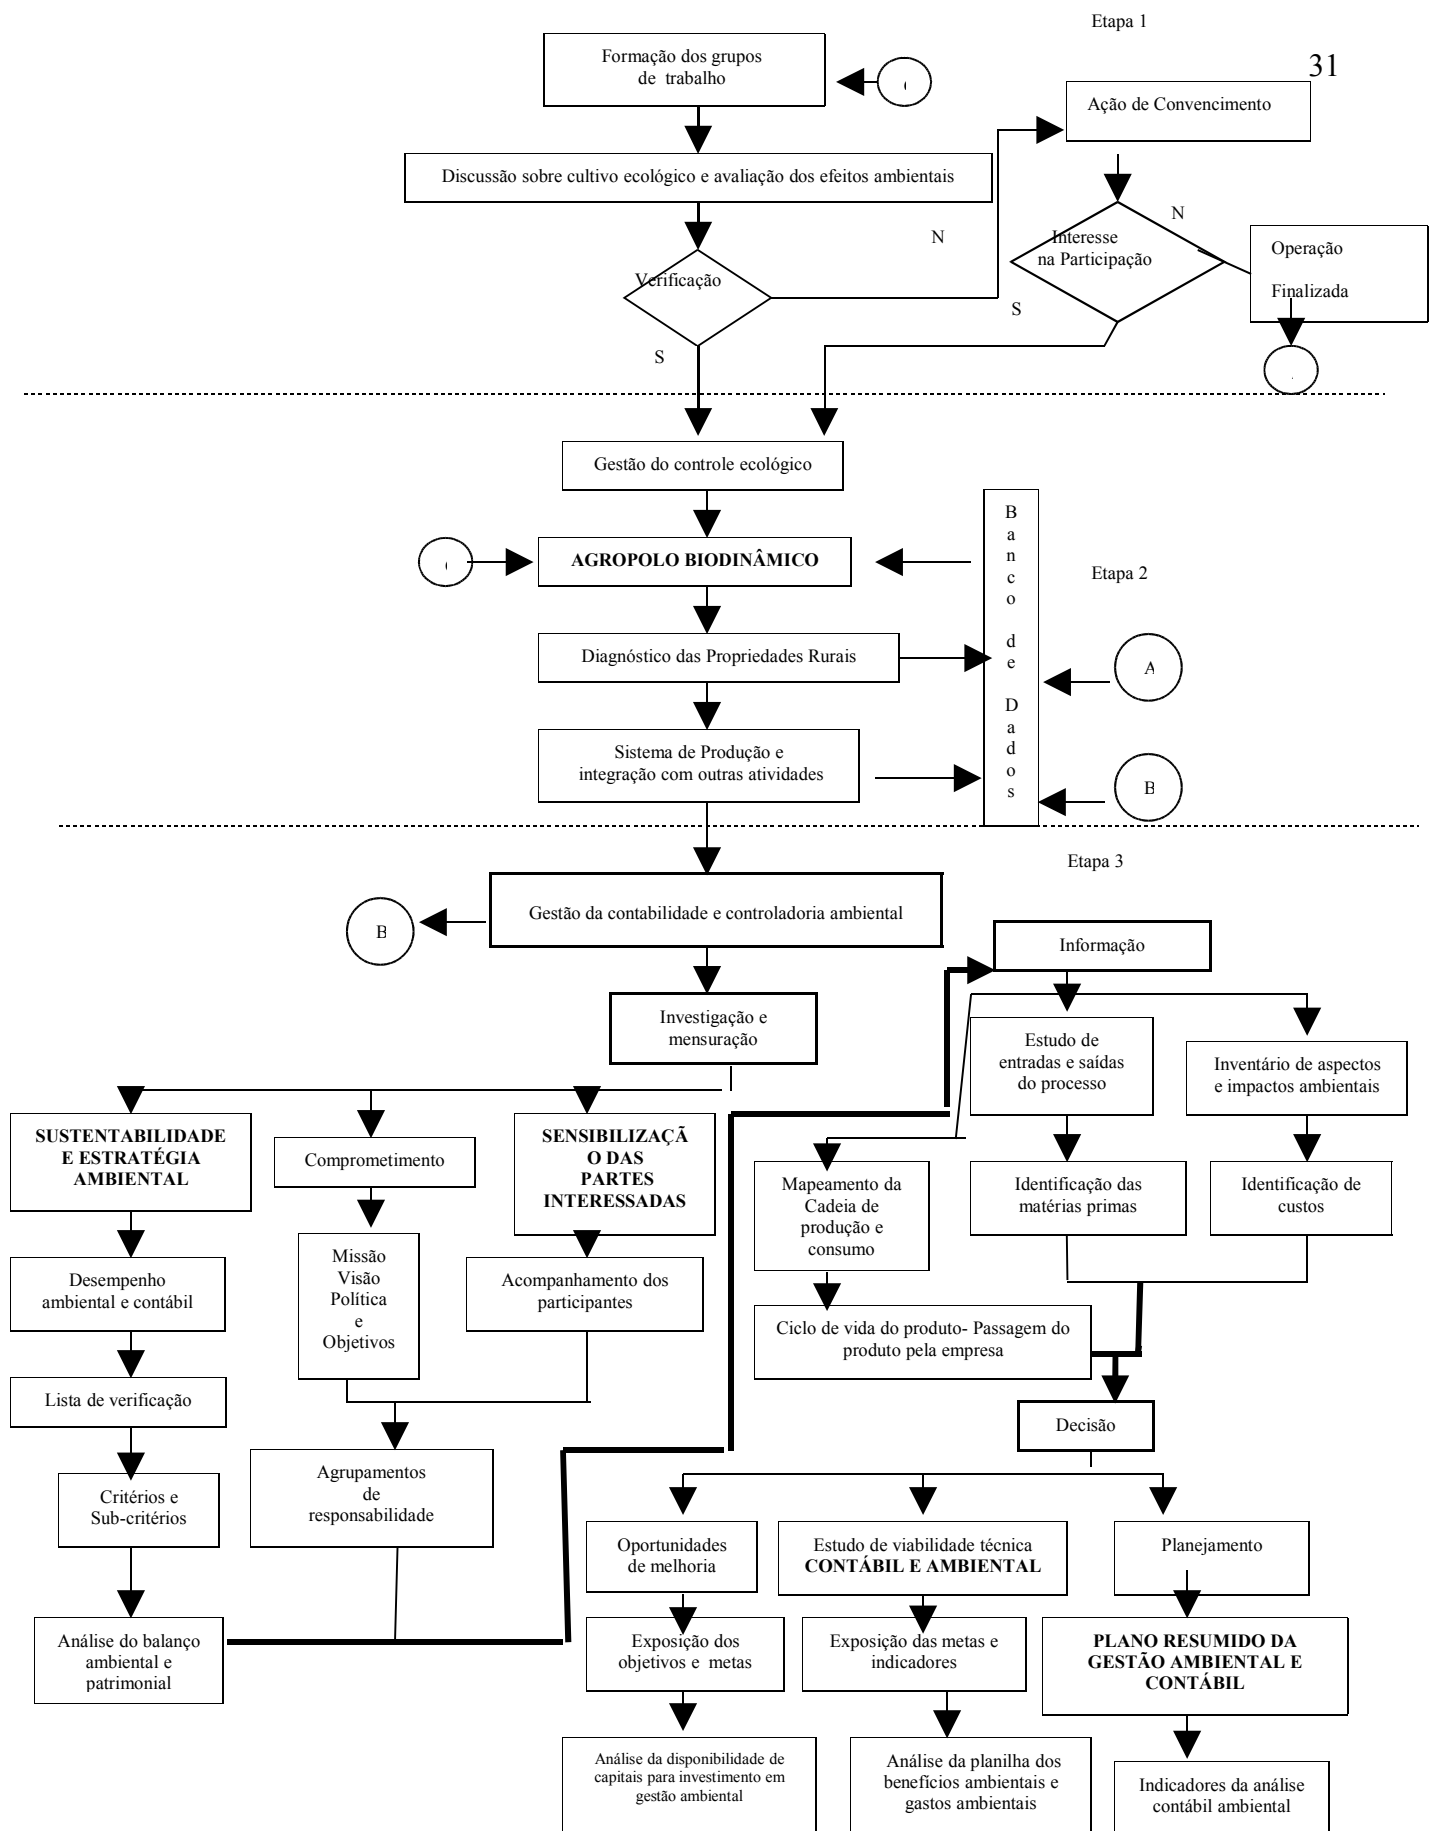 Etapa 1
31
Formação dos grupos
de trabalho
Ação de Convencimento
Discussão sobre cultivo ecológico e avaliação dos efeitos ambientais
N
N
Interesse
na Participação
Operação
Finalizada
Verificação
S
S
Gestão do controle ecológico
AGROPOLO BIODINÂMICO
Banco de Dados
Etapa 2
Diagnóstico das Propriedades Rurais
A
Sistema de Produção e
integração com outras atividades
B
Etapa 3
Gestão da contabilidade e controladoria ambiental
B
Informação
Investigação e
mensuração
Estudo de
entradas e saídas
do processo
Inventário de aspectos
e impactos ambientais
SUSTENTABILIDADE
E ESTRATÉGIA
AMBIENTAL
Comprometimento
SENSIBILIZAÇÃ
O DAS
PARTES
INTERESSADAS
Mapeamento da
Cadeia de
produção e
consumo
Identificação das
matérias primas
Identificação de
custos
Missão
Visão
Política
e
Objetivos
Desempenho
ambiental e contábil
Acompanhamento dos
participantes
Ciclo de vida do produto- Passagem do
produto pela empresa
Lista de verificação
Decisão
Agrupamentos
de
responsabilidade
Critérios e
Sub-critérios
Oportunidades
de melhoria
Estudo de viabilidade técnica
CONTÁBIL E AMBIENTAL
Planejamento
Análise do balanço
ambiental e
patrimonial
Exposição dos
objetivos e metas
Exposição das metas e
indicadores
PLANO RESUMIDO DA
GESTÃO AMBIENTAL E
CONTÁBIL
Análise da disponibilidade de
capitais para investimento em
gestão ambiental
Análise da planilha dos
benefícios ambientais e
gastos ambientais
Indicadores da análise
contábil ambiental